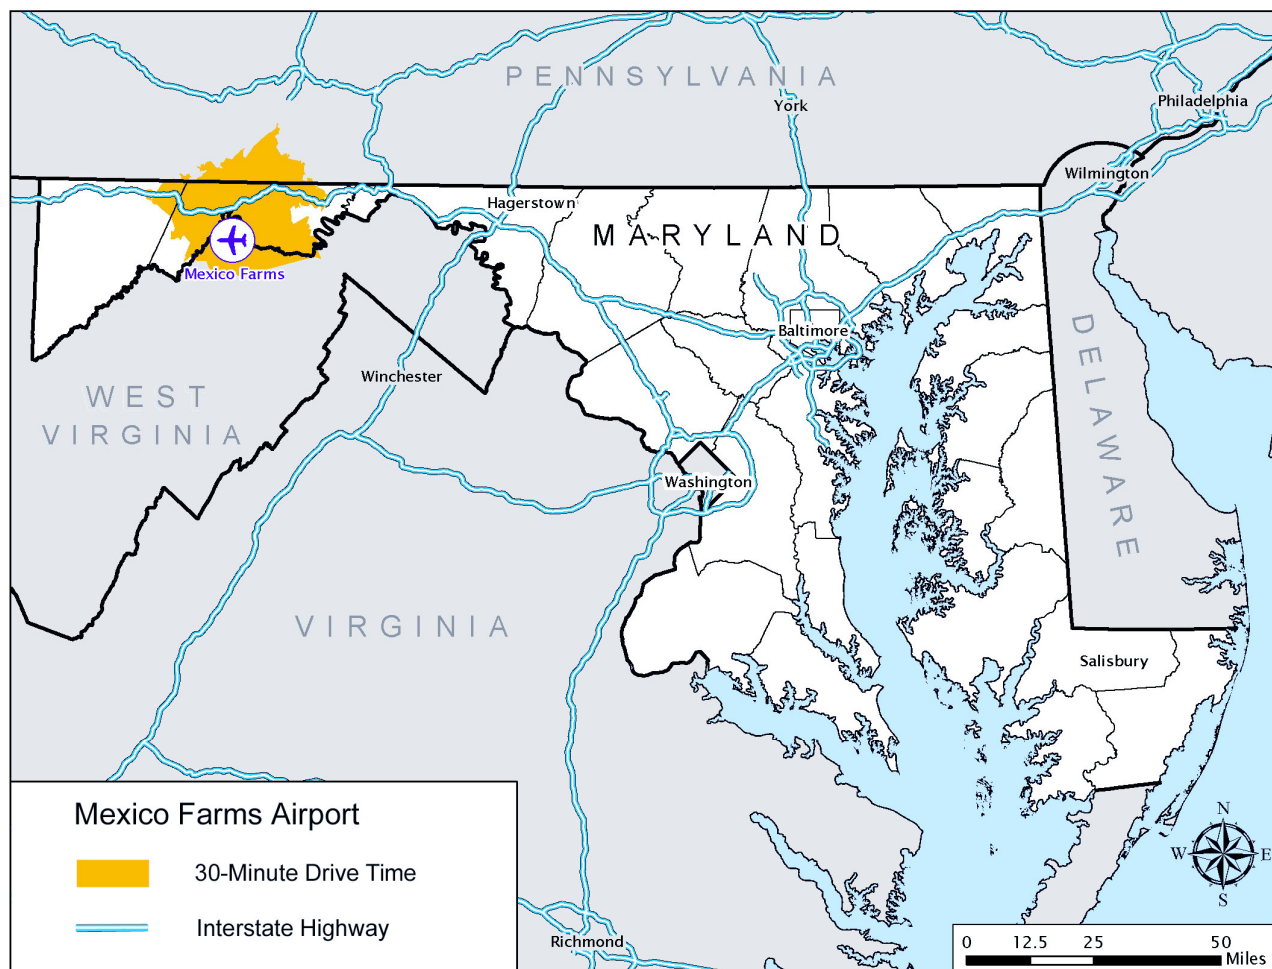 PENNSYLVANIA
York
Philadelphia
Wilmington
Hagerstown
MARYLAND
Mexico Farms
DELAWARE
Baltimore
Winchester
WEST
VIRGINIA
Washington
VIRGINIA
Salisbury
Mexico Farms Airport
30-Minute Drive Time
Interstate Highway
Richmond
N
W
E
S
0 12.5 25 50
Miles